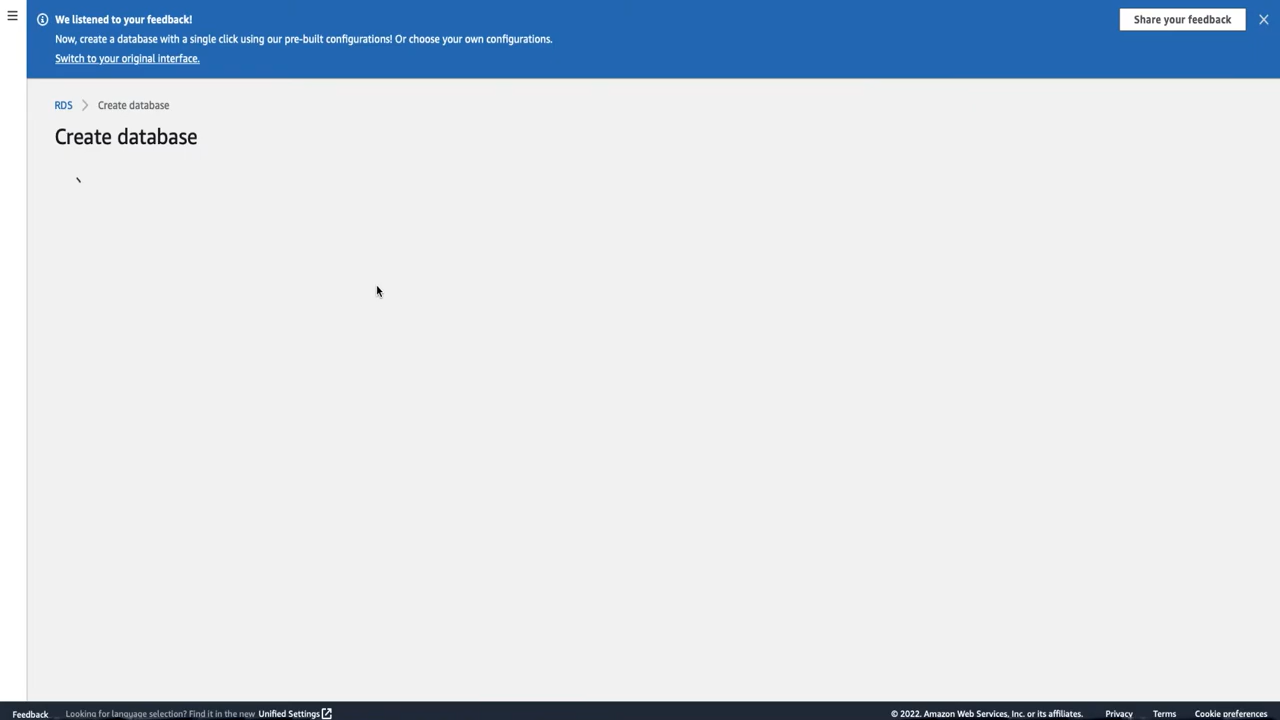 We listened to your feedback!
Share your feedback
Now, create a database with a single click using our pre-built configurations! Or choose your own configurations.
Switch to your original interface.
RDS
Create database
Create database
Feedback
Looking for language selection? Find it in the new Unified Settings
© 2022, Amazon Web Services, Inc. or its affiliates.
Privacy
Terms
Cookie preferences